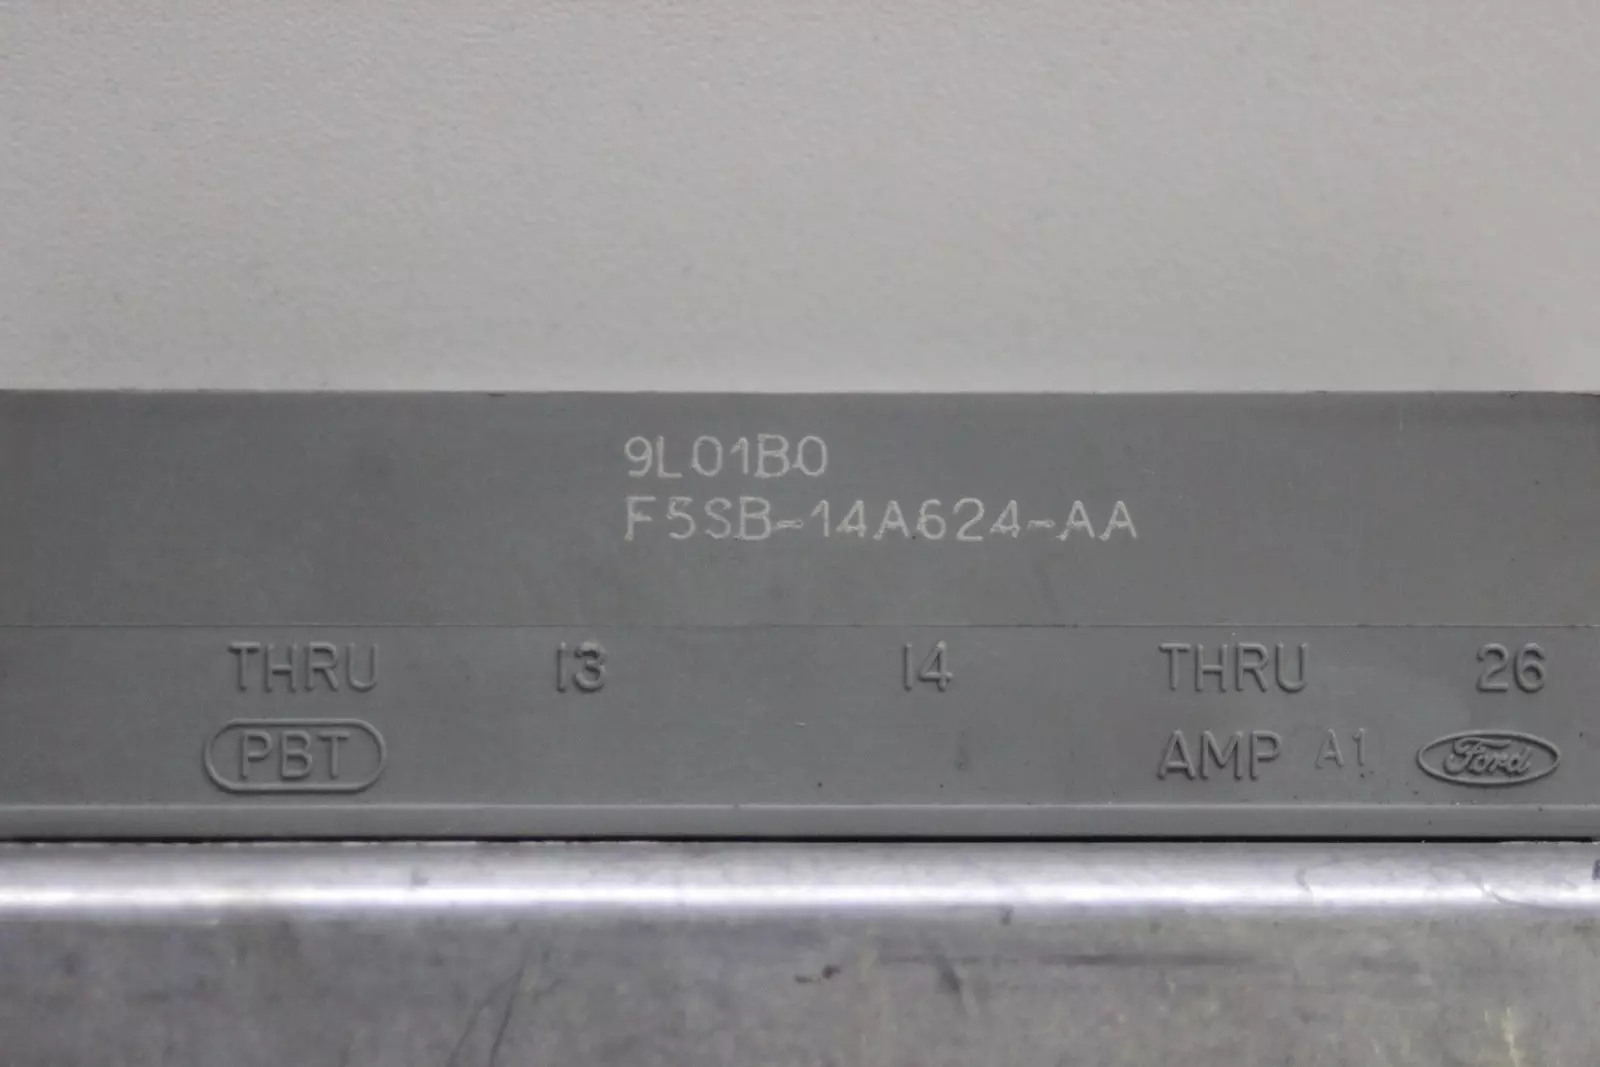 9L01B0
F5SB-14A624-AA
THRU 13 14 THRU 26
PBT AMP A1 Ford